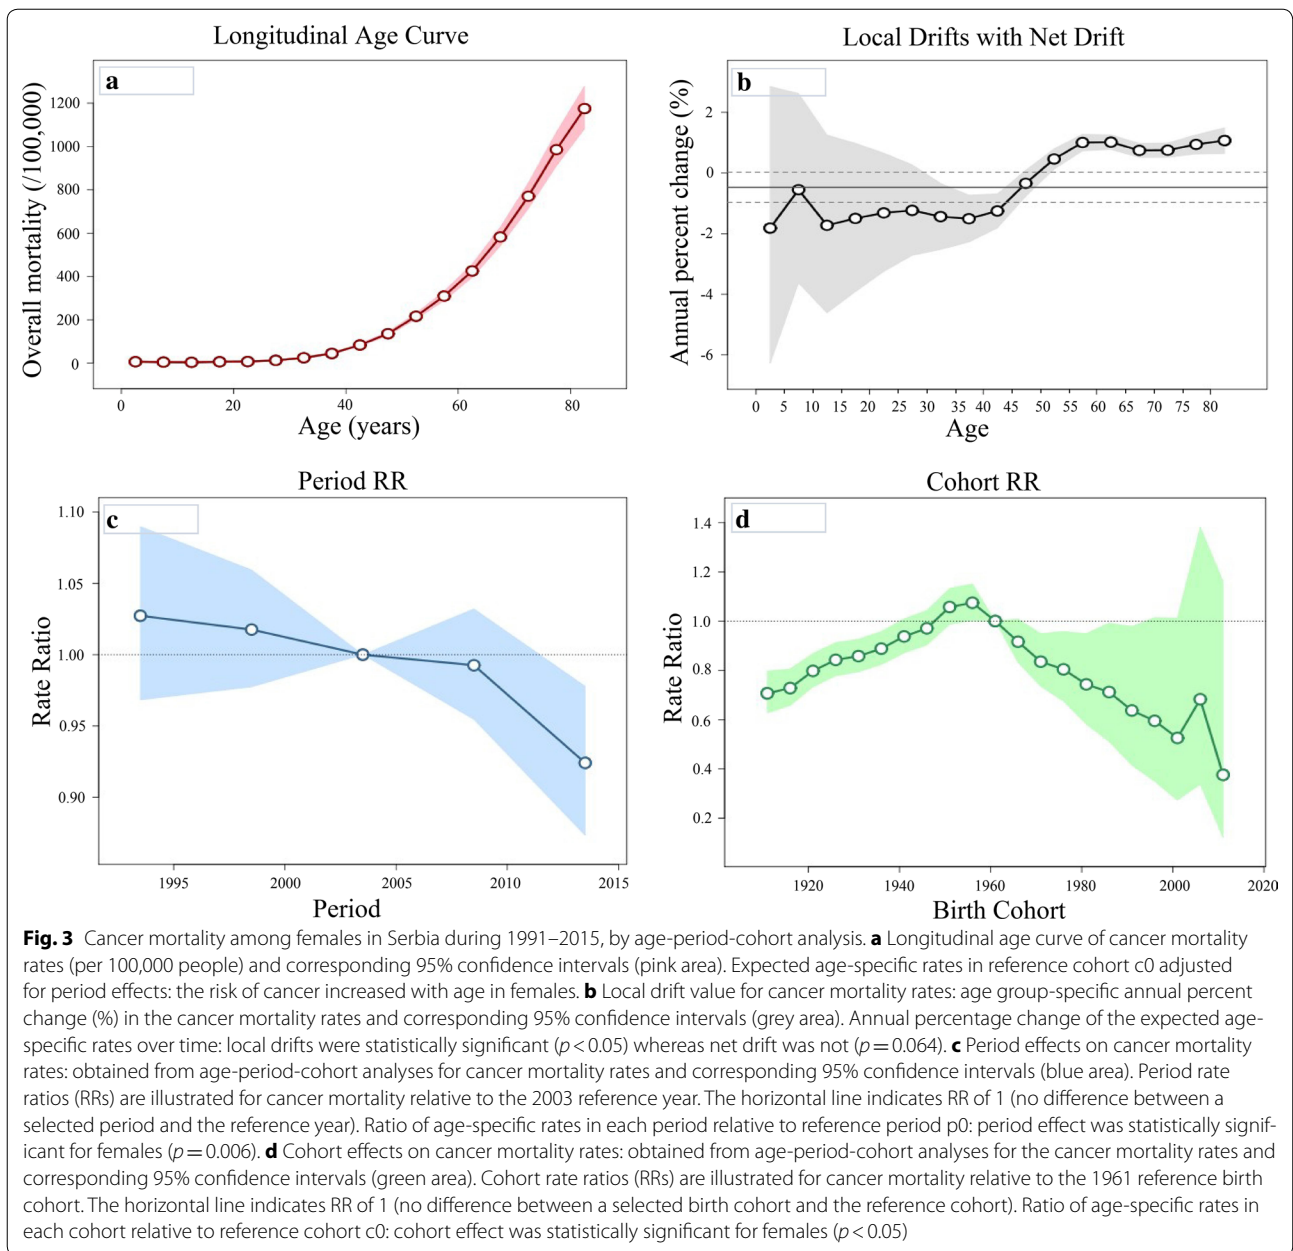 Longitudinal Age Curve
a
Overall mortality (/100,000)
1200
1000
800
600
400
200
0
0 20 40 60 80
Age (years)
Local Drifts with Net Drift
b
Annual percent change (%)
2
0
-2
-4
-6
0 5 10 15 20 25 30 35 40 45 50 55 60 65 70 75 80
Age
Period RR
c
Rate Ratio
1.10
1.05
1.00
0.95
0.90
1995 2000 2005 2010 2015
Period
Cohort RR
d
Rate Ratio
1.4
1.2
1.0
0.8
0.6
0.4
0.2
1920 1940 1960 1980 2000 2020
Birth Cohort
Fig. 3 Cancer mortality among females in Serbia during 1991–2015, by age-period-cohort analysis. a Longitudinal age curve of cancer mortality
rates (per 100,000 people) and corresponding 95% confidence intervals (pink area). Expected age-specific rates in reference cohort c0 adjusted
for period effects: the risk of cancer increased with age in females. b Local drift value for cancer mortality rates: age group-specific annual percent
change (%) in the cancer mortality rates and corresponding 95% confidence intervals (grey area). Annual percentage change of the expected age-
specific rates over time: local drifts were statistically significant (p < 0.05) whereas net drift was not (p = 0.064). c Period effects on cancer mortality
rates: obtained from age-period-cohort analyses for cancer mortality rates and corresponding 95% confidence intervals (blue area). Period rate
ratios (RRs) are illustrated for cancer mortality relative to the 2003 reference year. The horizontal line indicates RR of 1 (no difference between a
selected period and the reference year). Ratio of age-specific rates in each period relative to reference period p0: period effect was statistically signif-
icant for females (p = 0.006). d Cohort effects on cancer mortality rates: obtained from age-period-cohort analyses for the cancer mortality rates and
corresponding 95% confidence intervals (green area). Cohort rate ratios (RRs) are illustrated for cancer mortality relative to the 1961 reference birth
cohort. The horizontal line indicates RR of 1 (no difference between a selected birth cohort and the reference cohort). Ratio of age-specific rates in
each cohort relative to reference cohort c0: cohort effect was statistically significant for females (p < 0.05)